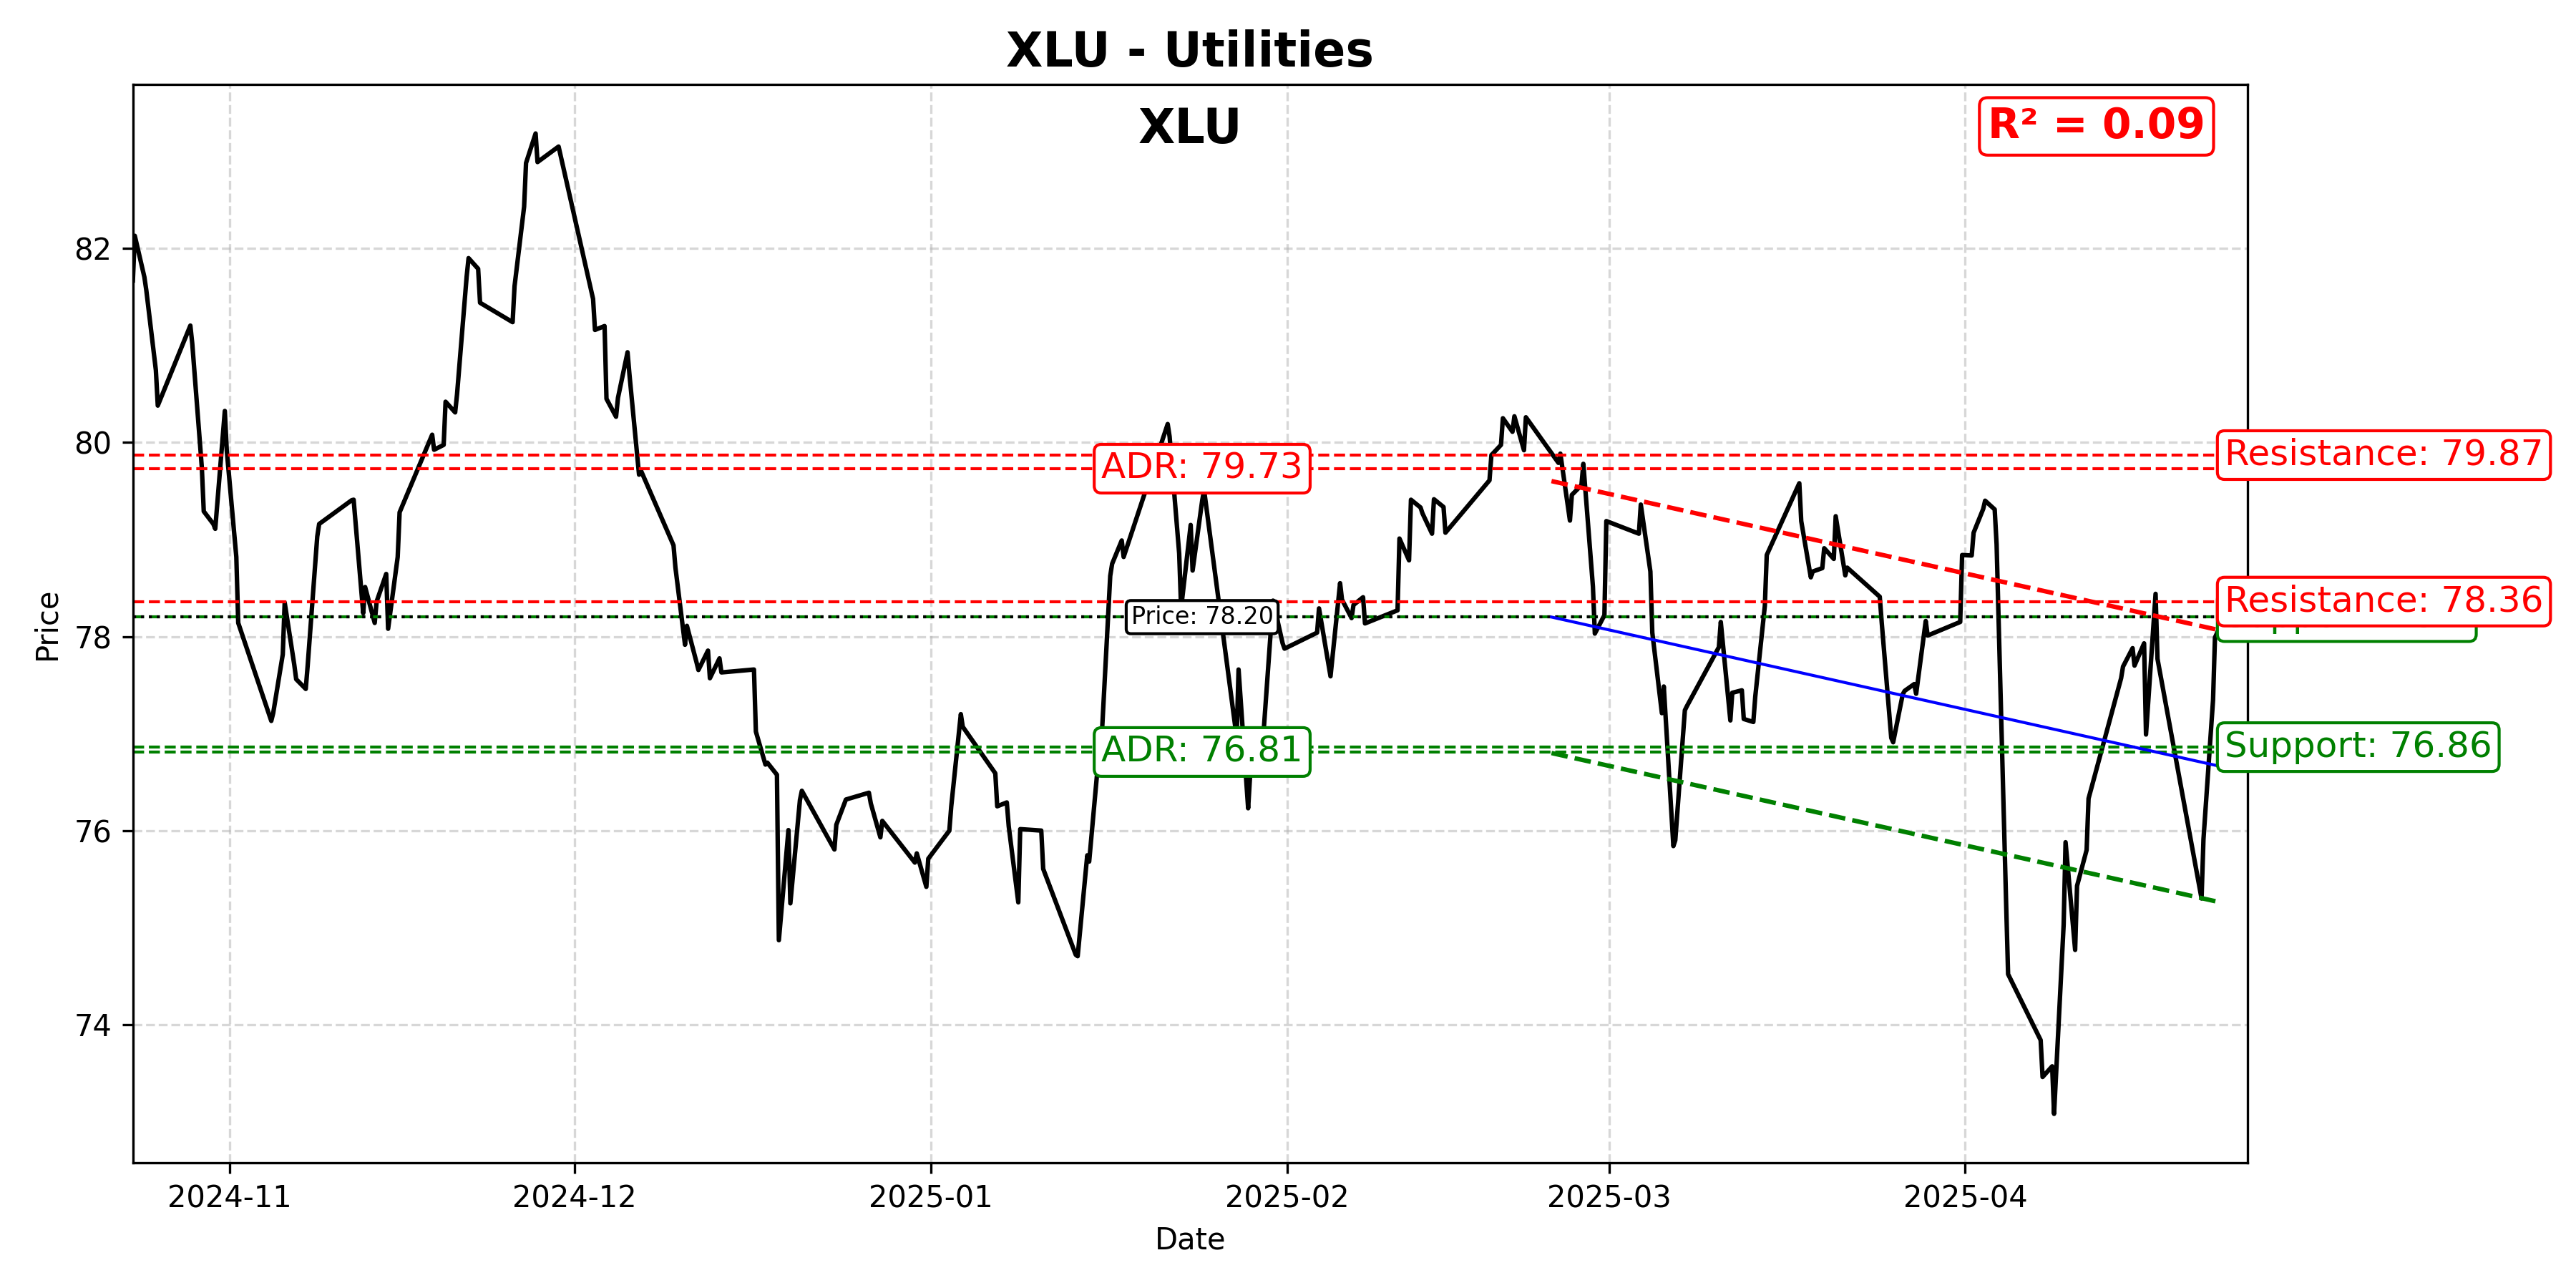 XLU - Utilities
XLU
R² = 0.09
82
80
78
76
74
Price
ADR: 79.73
Resistance: 79.87
Price: 78.20
Resistance: 78.36
ADR: 76.81
Support: 76.86
2024-11
2024-12
2025-01
2025-02
2025-03
2025-04
Date